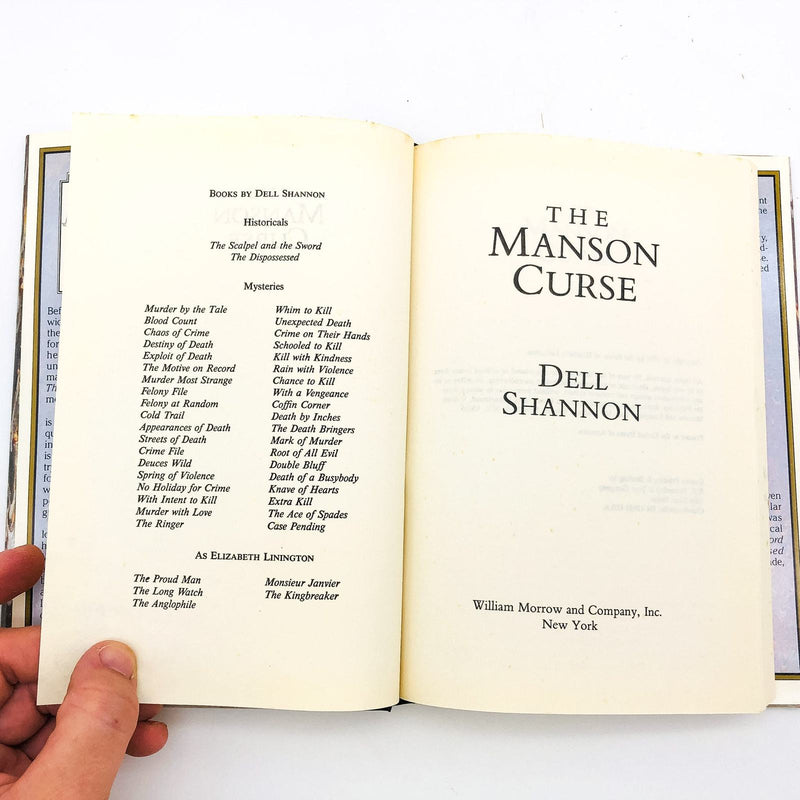 BOOKS BY DELL SHANNON
Historicals
The Scalpel and the Sword
The Dispossessed
Mysteries
Murder by the Tale
Blood Count
Chaos of Crime
Destiny of Death
Exploit of Death
The Motive on Record
Murder Most Strange
Felony File
Felony at Random
Cold Trail
Appearances of Death
Streets of Death
Crime File
Deuces Wild
Spring of Violence
No Holiday for Crime
With Intent to Kill
Murder with Love
The Ringer
Whim to Kill
Unexpected Death
Crime on Their Hands
Schooled to Kill
Kill with Kindness
Rain with Violence
Chance to Kill
With a Vengeance
Coffin Corner
Death by Inches
The Death Bringers
Mark of Murder
Root of All Evil
Double Bluff
Death of a Busybody
Knave of Hearts
Extra Kill
The Ace of Spades
Case Pending
AS ELIZABETH LININGTON
The Proud Man
The Long Watch
The Anglophile
Monsieur Janvier
The Kingbreaker
THE
MANSON
CURSE
DELL
SHANNON
William Morrow and Company, Inc.
New York